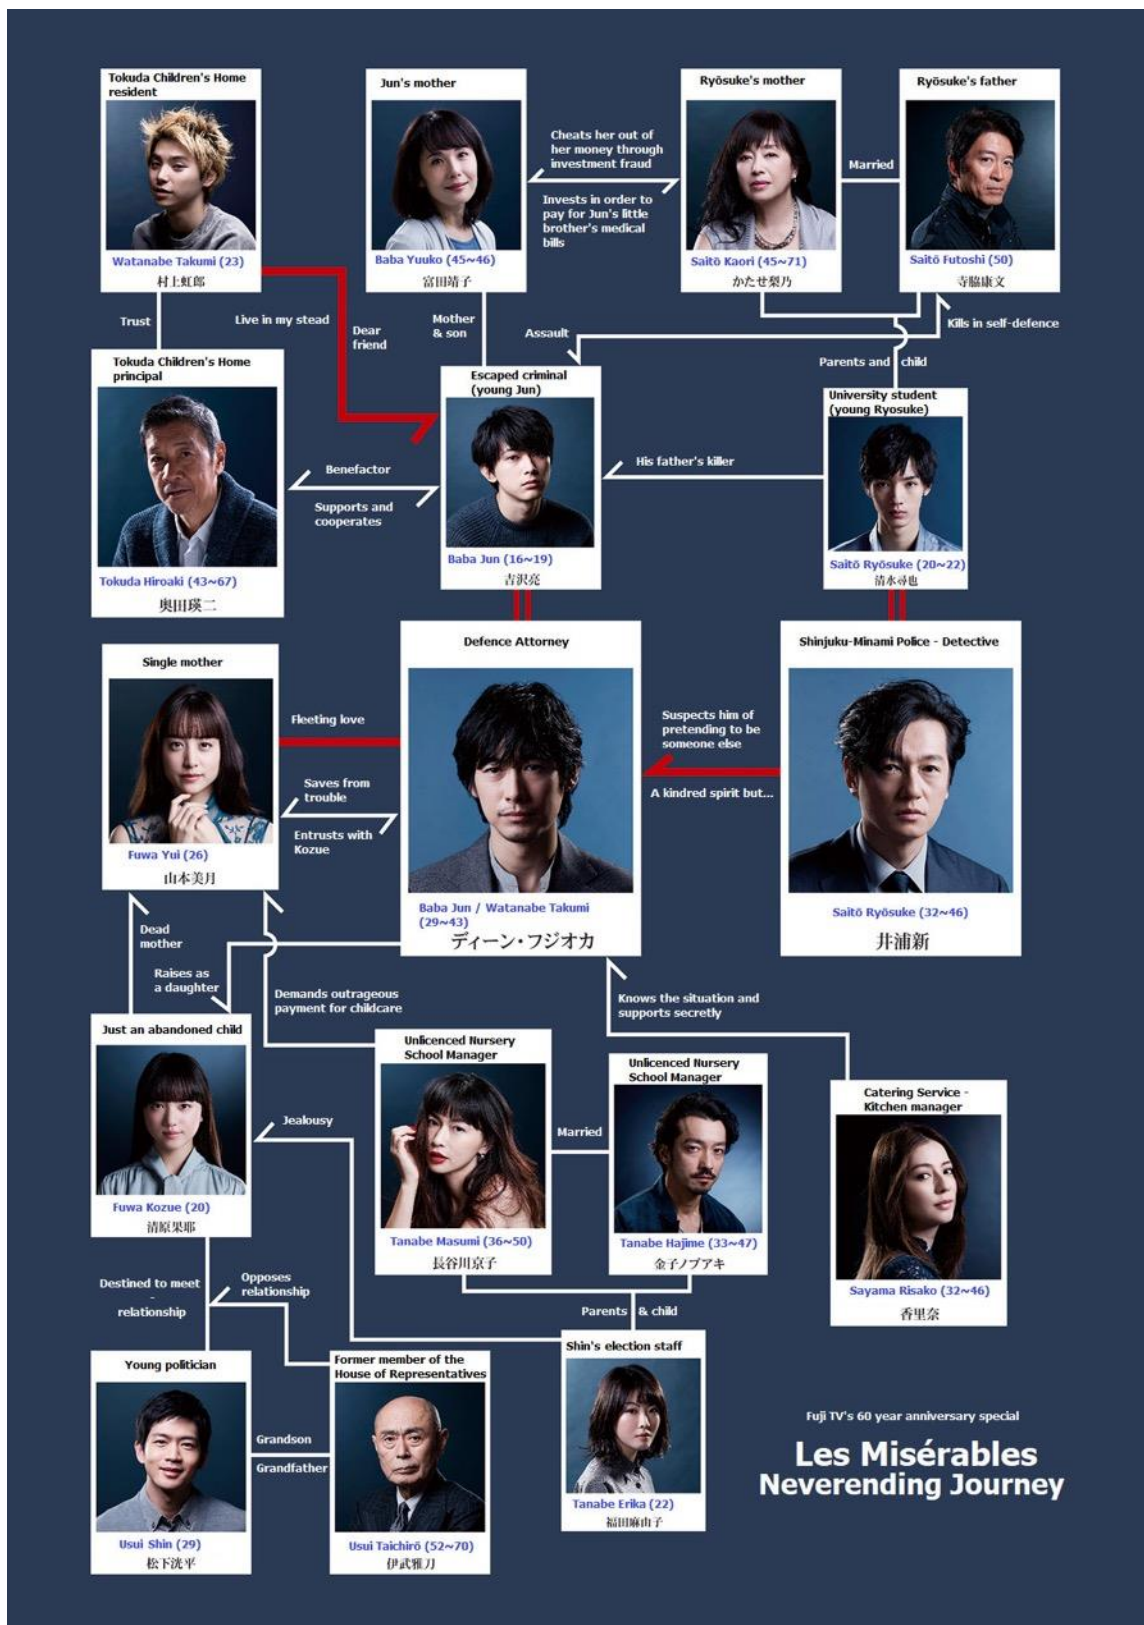 Tokuda Children's Home
resident
Watanabe Takumi (23)
村上虹郎
Jun's mother
Baba Yuuko (45~46)
富田靖子
Cheats her out of
her money through
investment fraud
Invests in order to
pay for Jun's little
brother's medical
bills
Ryōsuke's mother
Saitō Kaori (45~71)
かたせ梨乃
Married
Ryōsuke's father
Saitō Futoshi (50)
寺脇康文
Trust
Live in my stead
Dear
friend
Mother
& son
Assault
Kills in self-defence
Parents and child
Tokuda Children's Home
principal
Tokuda Hiroaki (43~67)
奥田瑛二
Benefactor
Supports and
cooperates
Escaped criminal
(young Jun)
Baba Jun (16~19)
吉沢亮
His father's killer
University student
(young Ryosuke)
Saitō Ryōsuke (20~22)
清水尋也
Single mother
Fuwa Yui (26)
山本美月
Fleeting love
Saves from
trouble
Entrusts with
Kozue
Defence Attorney
Baba Jun / Watanabe Takumi
(29~43)
ディーン・フジオカ
Suspects him of
pretending to be
someone else
A kindred spirit but...
Shinjuku-Minami Police - Detective
Saitō Ryōsuke (32~46)
井浦新
Dead
mother
Raises as
a daughter
Demands outrageous
payment for childcare
Knows the situation and
supports secretly
Just an abandoned child
Fuwa Kozue (20)
清原果耶
Jealousy
Unlicenced Nursery
School Manager
Tanabe Masumi (36~50)
長谷川京子
Married
Unlicenced Nursery
School Manager
Tanabe Hajime (33~47)
金子ノブアキ
Catering Service -
Kitchen manager
Sayama Risako (32~46)
香里奈
Destined to meet
-
relationship
Opposes
relationship
Parents & child
Young politician
Usui Shin (29)
松下洸平
Grandson
Grandfather
Former member of the
House of Representatives
Usui Taichirō (52~70)
伊武雅刀
Shin's election staff
Tanabe Erika (22)
福田麻由子
Fuji TV's 60 year anniversary special
Les Misérables
Neverending Journey